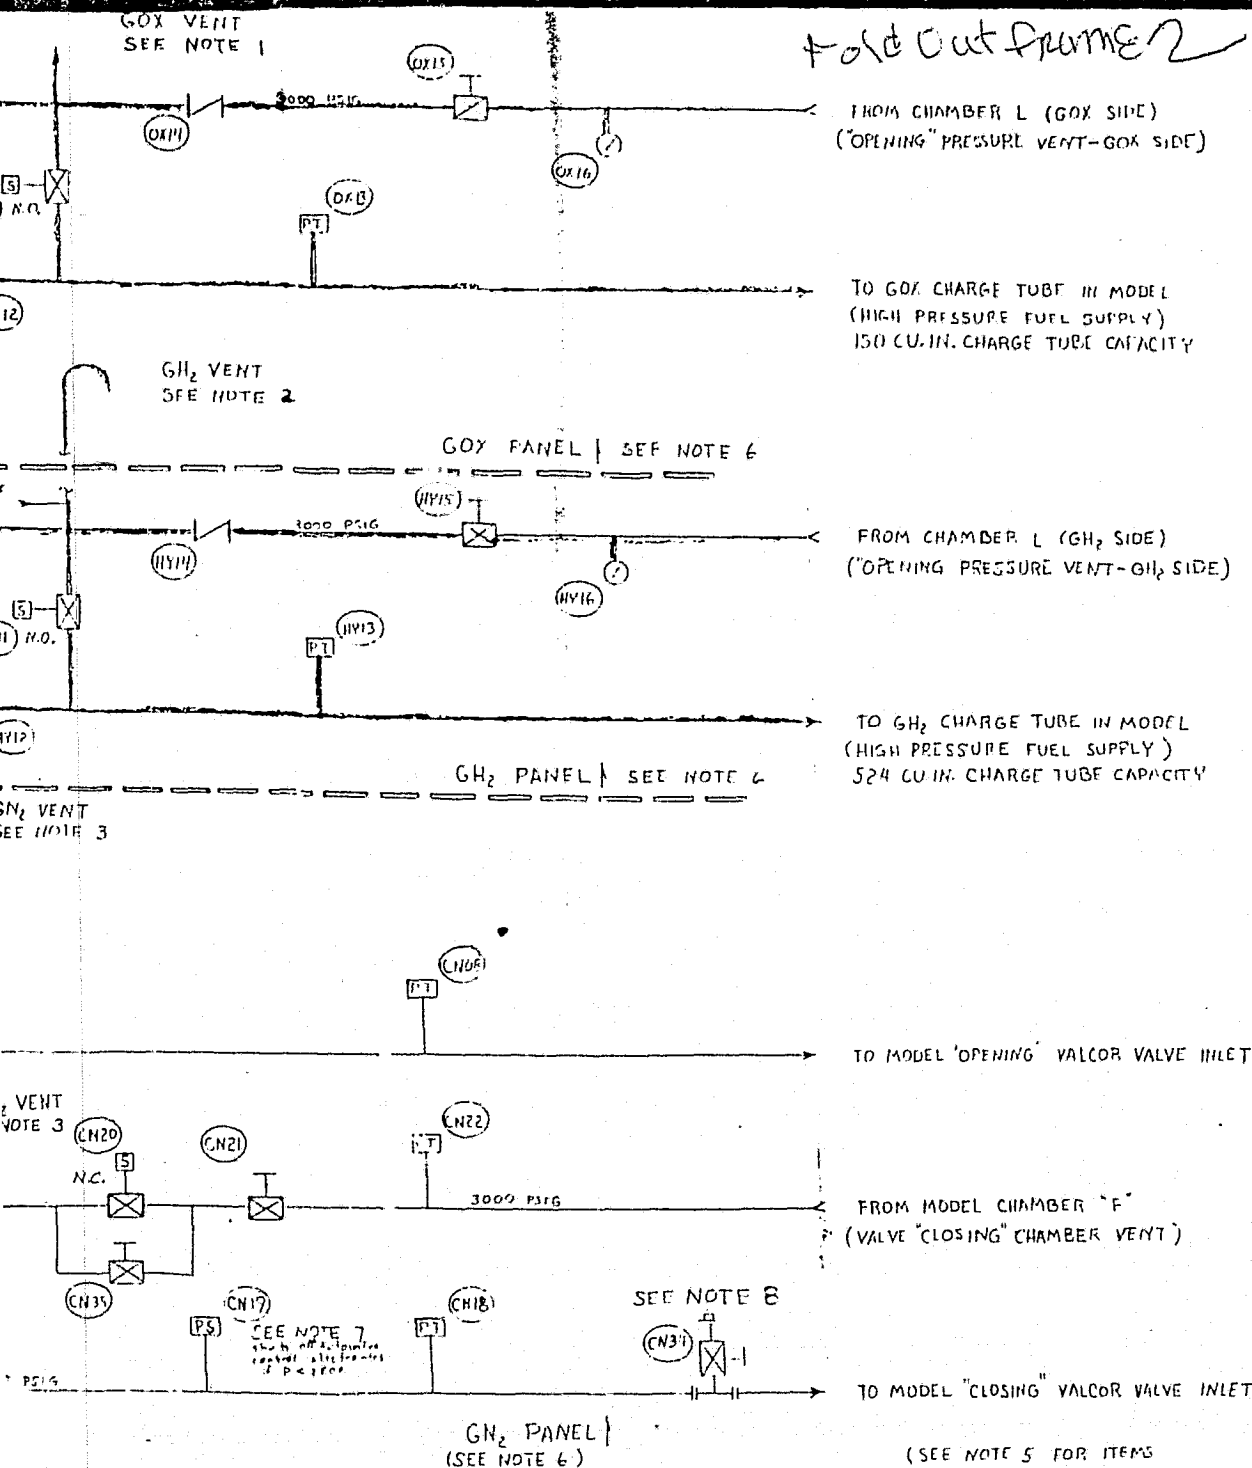 Fold Out frame 2
GOX VENT
SEE NOTE 1
OX15
3000 PSIG
OX14
OX16
FROM CHAMBER L (GOX SIDE)
("OPENING" PRESSURE VENT-GOX SIDE)
S
N.O.
PT
OX13
12
TO GOX CHARGE TUBE IN MODEL
(HIGH PRESSURE FUEL SUPPLY)
150 CU.IN. CHARGE TUBE CAPACITY
GH₂ VENT
SEE NOTE 2
GOX PANEL SEE NOTE 6
HY15
3000 PSIG
HY14
HY16
FROM CHAMBER L (GH₂ SIDE)
("OPENING PRESSURE VENT-GH₂ SIDE)
S
N.O.
PT
HY13
HY12
TO GH₂ CHARGE TUBE IN MODEL
(HIGH PRESSURE FUEL SUPPLY)
524 CU.IN. CHARGE TUBE CAPACITY
GH₂ PANEL SEE NOTE 6
GN₂ VENT
SEE NOTE 3
PT
TO MODEL "OPENING" VALCOR VALVE INLET
₂ VENT
NOTE 3
CN20
S
N.C.
CN21
CN22
PT
3000 PSIG
FROM MODEL CHAMBER "F"
(VALVE "CLOSING" CHAMBER VENT)
CN35
CN17
PS
SEE NOTE 7
CN18
PT
SEE NOTE 8
PSIG
TO MODEL "CLOSING" VALCOR VALVE INLET
GN₂ PANEL
(SEE NOTE 6)
(SEE NOTE 5 FOR ITEMS